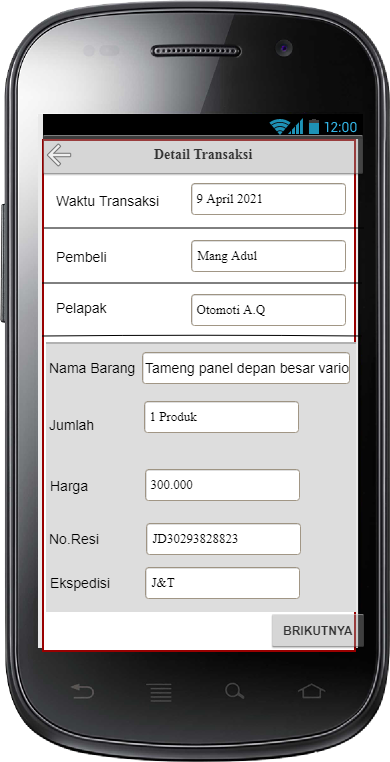 12:00
Detail Transaksi
Waktu Transaksi 9 April 2021
Pembeli Mang Adul
Pelapak Otomoti A.Q
Nama Barang Tameng panel depan besar vario
Jumlah 1 Produk
Harga 300.000
No.Resi JD30293828823
Ekspedisi J&T
BRIKUTNYA